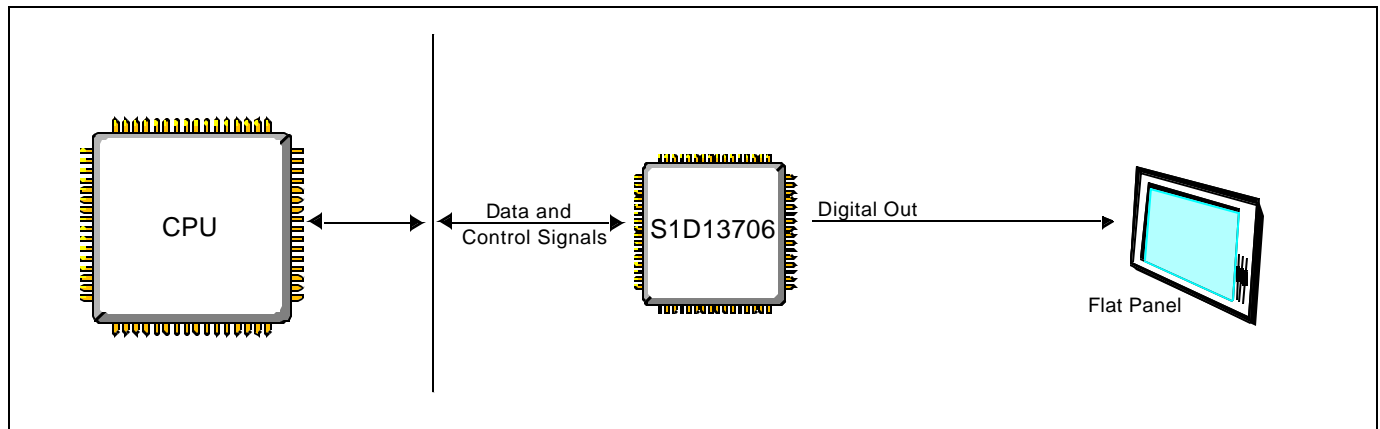 CPU
Data and
Control Signals
S1D13706
Digital Out
Flat Panel